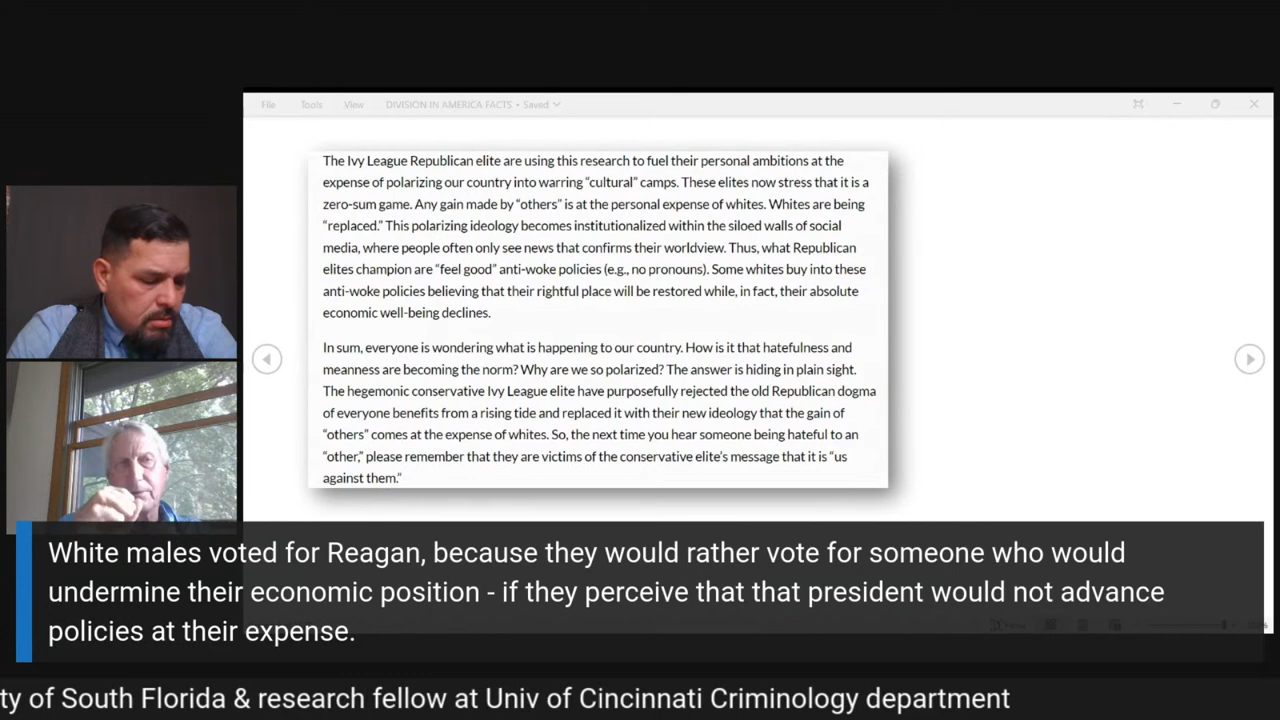 File Tools View DIVISION IN AMERICA FACTS • Saved
The Ivy League Republican elite are using this research to fuel their personal ambitions at the
expense of polarizing our country into warring “cultural” camps. These elites now stress that it is a
zero-sum game. Any gain made by “others” is at the personal expense of whites. Whites are being
“replaced.” This polarizing ideology becomes institutionalized within the siloed walls of social
media, where people often only see news that confirms their worldview. Thus, what Republican
elites champion are “feel good” anti-woke policies (e.g., no pronouns). Some whites buy into these
anti-woke policies believing that their rightful place will be restored while, in fact, their absolute
economic well-being declines.
In sum, everyone is wondering what is happening to our country. How is it that hatefulness and
meanness are becoming the norm? Why are we so polarized? The answer is hiding in plain sight.
The hegemonic conservative Ivy League elite have purposefully rejected the old Republican dogma
of everyone benefits from a rising tide and replaced it with their new ideology that the gain of
“others” comes at the expense of whites. So, the next time you hear someone being hateful to an
“other,” please remember that they are victims of the conservative elite’s message that it is “us
against them.”
White males voted for Reagan, because they would rather vote for someone who would
undermine their economic position - if they perceive that that president would not advance
policies at their expense.
ty of South Florida & research fellow at Univ of Cincinnati Criminology department